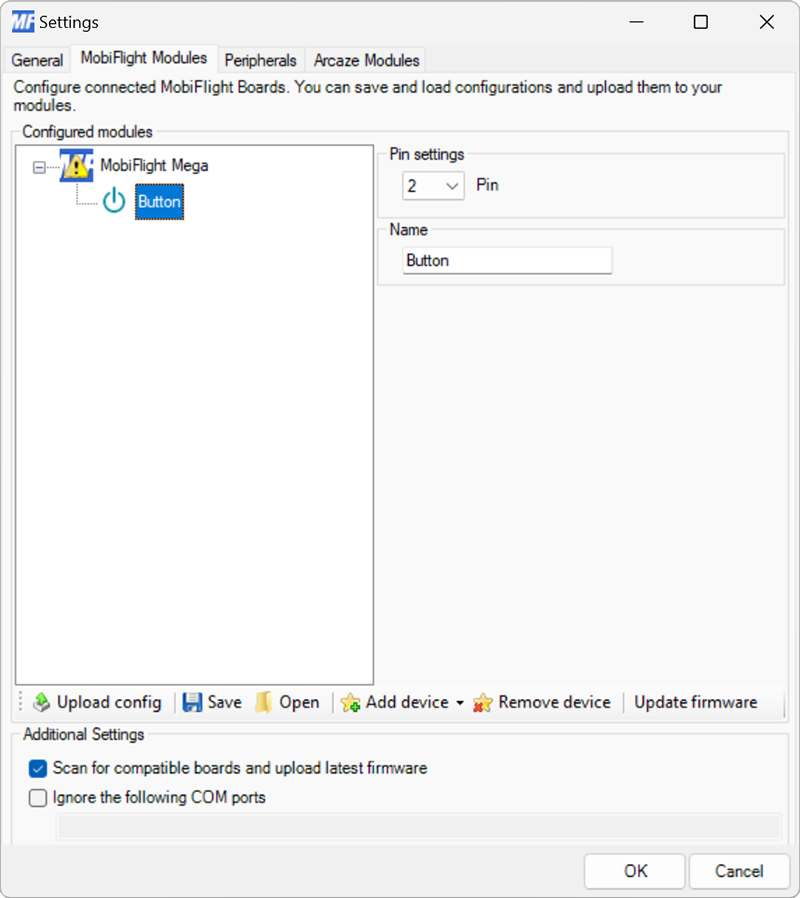 MF Settings
General MobiFlight Modules Peripherals Arcaze Modules
Configure connected MobiFlight Boards. You can save and load configurations and upload them to your
modules.
Configured modules
MobiFlight Mega
Button
Pin settings
2 Pin
Name
Button
Upload config Save Open Add device Remove device Update firmware
Additional Settings
Scan for compatible boards and upload latest firmware
Ignore the following COM ports
OK Cancel